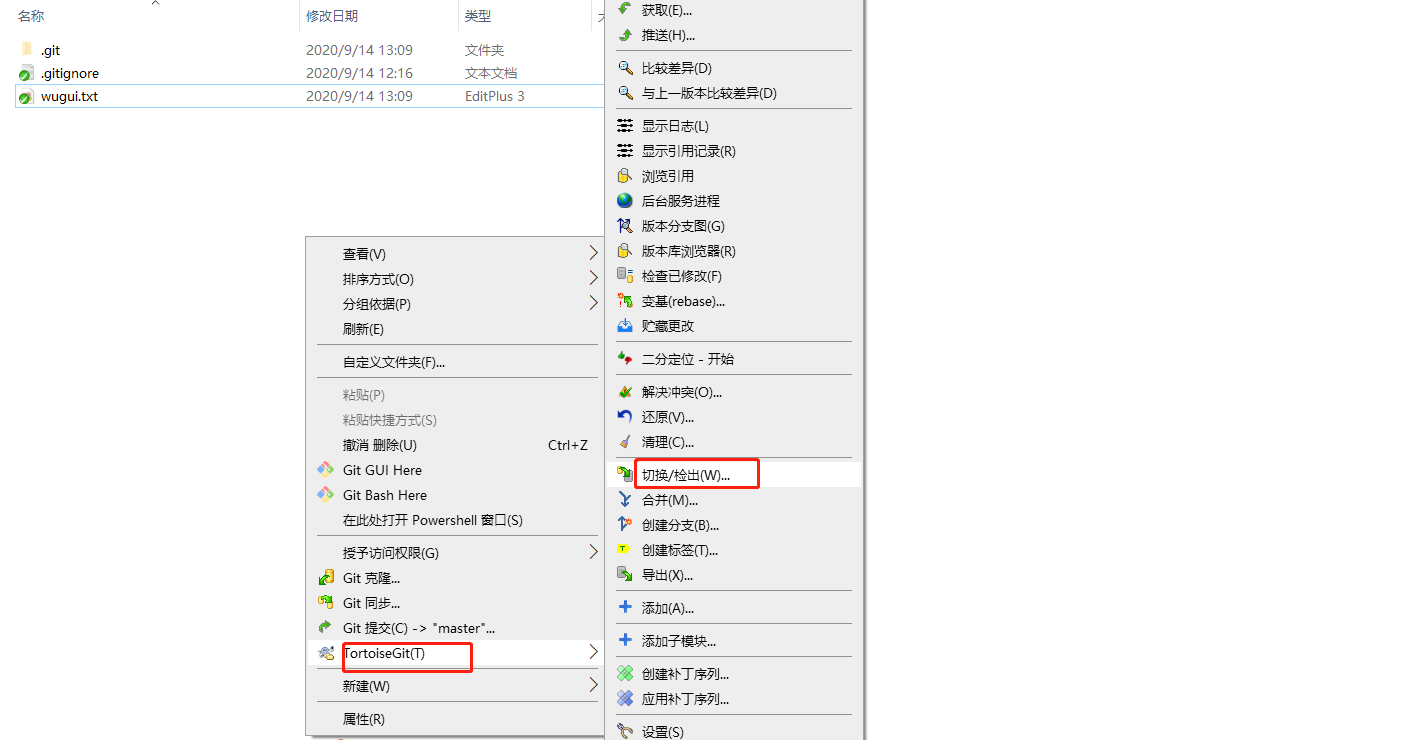 名称
修改日期
类型
.git
2020/9/14 13:09
文件夹
.gitignore
2020/9/14 12:16
文本文档
wugui.txt
2020/9/14 13:09
EditPlus 3
查看(V)
排序方式(O)
分组依据(P)
刷新(E)
自定义文件夹(F)...
粘贴(P)
粘贴快捷方式(S)
撤消 删除(U)
Ctrl+Z
Git GUI Here
Git Bash Here
在此处打开 Powershell 窗口(S)
授予访问权限(G)
Git 克隆...
Git 同步...
Git 提交(C) -> "master"...
TortoiseGit(T)
新建(W)
属性(R)
获取(E)...
推送(H)...
比较差异(D)
与上一版本比较差异(D)
显示日志(L)
显示引用记录(R)
浏览引用
后台服务进程
版本分支图(G)
版本库浏览器(R)
检查已修改(F)
变基(rebase)...
贮藏更改
二分定位 - 开始
解决冲突(O)...
还原(V)...
清理(C)...
切换/检出(W)...
合并(M)...
创建分支(B)...
创建标签(T)...
导出(X)...
添加(A)...
添加子模块...
创建补丁序列...
应用补丁序列...
设置(S)